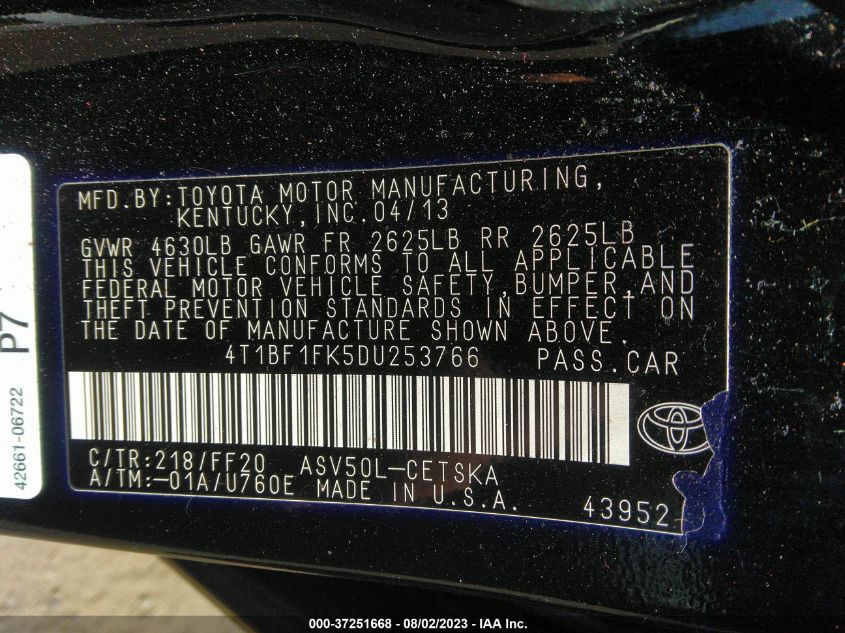 MFD.BY:TOYOTA MOTOR MANUFACTURING,
KENTUCKY,INC.04/13
GVWR 4630LB GAWR FR 2625LB RR 2625LB
THIS VEHICLE CONFORMS TO ALL APPLICABLE
FEDERAL MOTOR VEHICLE SAFETY,BUMPER,AND
THEFT PREVENTION STANDARDS IN EFFECT ON
THE DATE OF MANUFACTURE SHOWN ABOVE.
4T1BF1FK5DU253766 PASS.CAR
C/TR:218/FF20 ASV50L-CETSKA
A/TM:-01A/U760E MADE IN U.S.A.
43952
P7
42661-06722
000-37251668 - 08/02/2023 - IAA Inc.